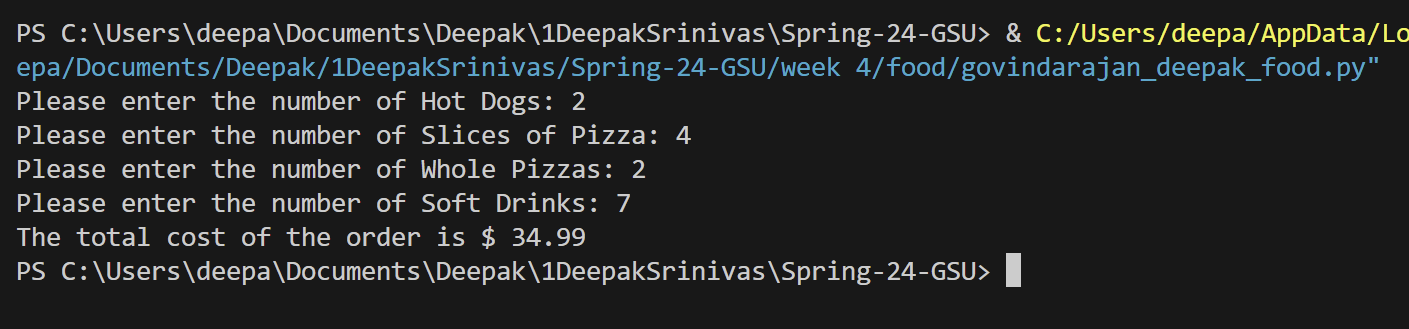 PS C:\Users\deepa\Documents\Deepak\1DeepakSrinivas\Spring-24-GSU> & C:/Users/deepa/AppData/Lo
epa/Documents/Deepak/1DeepakSrinivas/Spring-24-GSU/week 4/food/govindarajan_deepak_food.py"
Please enter the number of Hot Dogs: 2
Please enter the number of Slices of Pizza: 4
Please enter the number of Whole Pizzas: 2
Please enter the number of Soft Drinks: 7
The total cost of the order is $ 34.99
PS C:\Users\deepa\Documents\Deepak\1DeepakSrinivas\Spring-24-GSU>